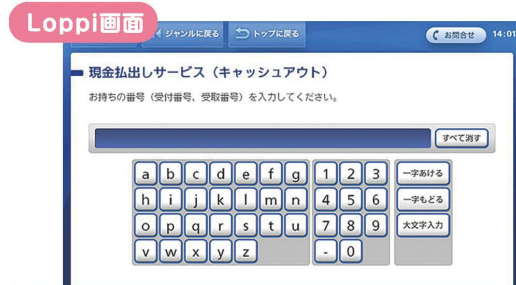 Loppi画面
ジャンルに戻る トップに戻る お問合せ 14:01
現金払出しサービス（キャッシュアウト）
お持ちの番号（受付番号、受取番号）を入力してください。
すべて消す
a b c d e f g 1 2 3 一字あける
h i j k l m n 4 5 6 一字もどる
o p q r s t u 7 8 9 大文字入力
v w x y z - 0